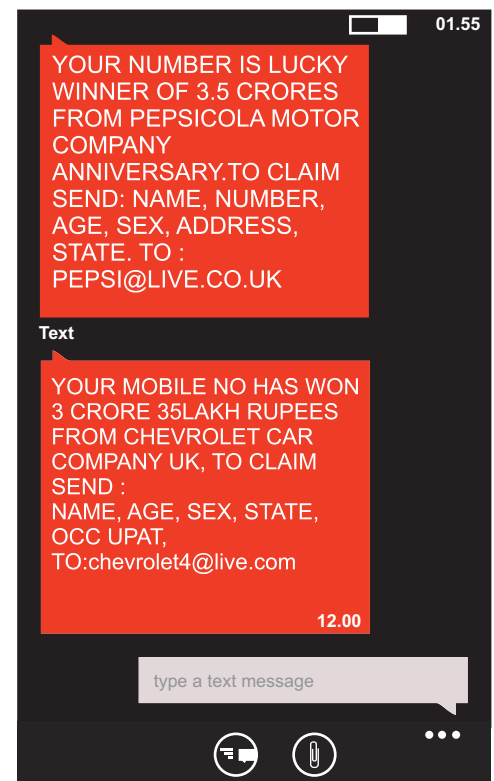 01.55
YOUR NUMBER IS LUCKY
WINNER OF 3.5 CRORES
FROM PEPSICOLA MOTOR
COMPANY
ANNIVERSARY.TO CLAIM
SEND: NAME, NUMBER,
AGE, SEX, ADDRESS,
STATE. TO :
PEPSI@LIVE.CO.UK
Text
YOUR MOBILE NO HAS WON
3 CRORE 35LAKH RUPEES
FROM CHEVROLET CAR
COMPANY UK, TO CLAIM
SEND :
NAME, AGE, SEX, STATE,
OCC UPAT,
TO:chevrolet4@live.com
12.00
type a text message